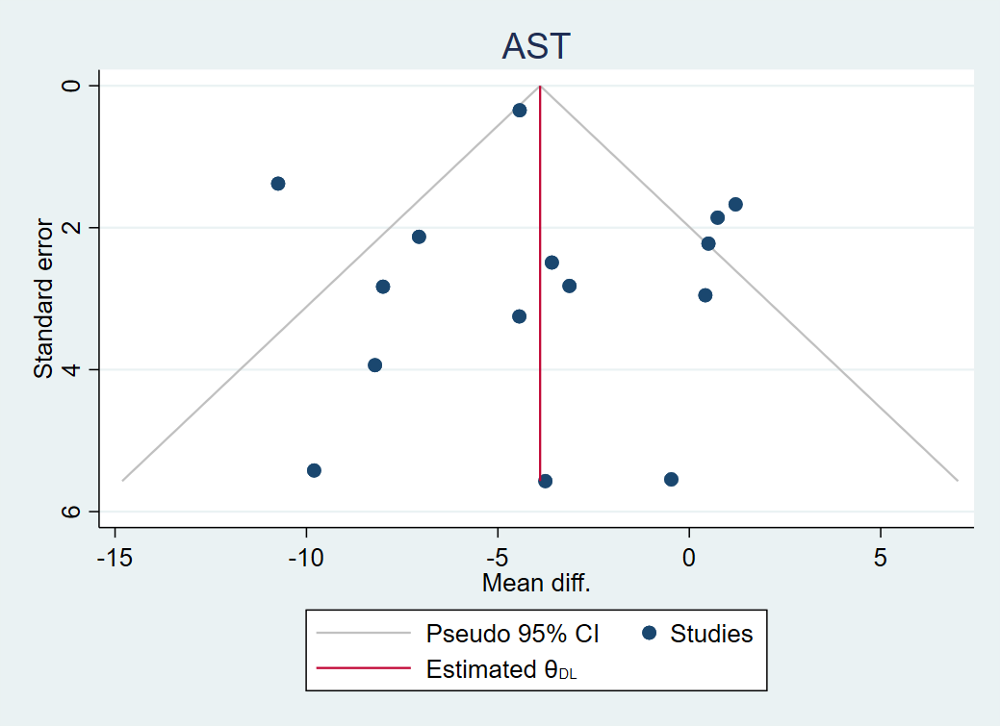 AST
0
2
4
6
Standard error
-15
-10
-5
0
5
Mean diff.
Pseudo 95% CI
Studies
Estimated θDL